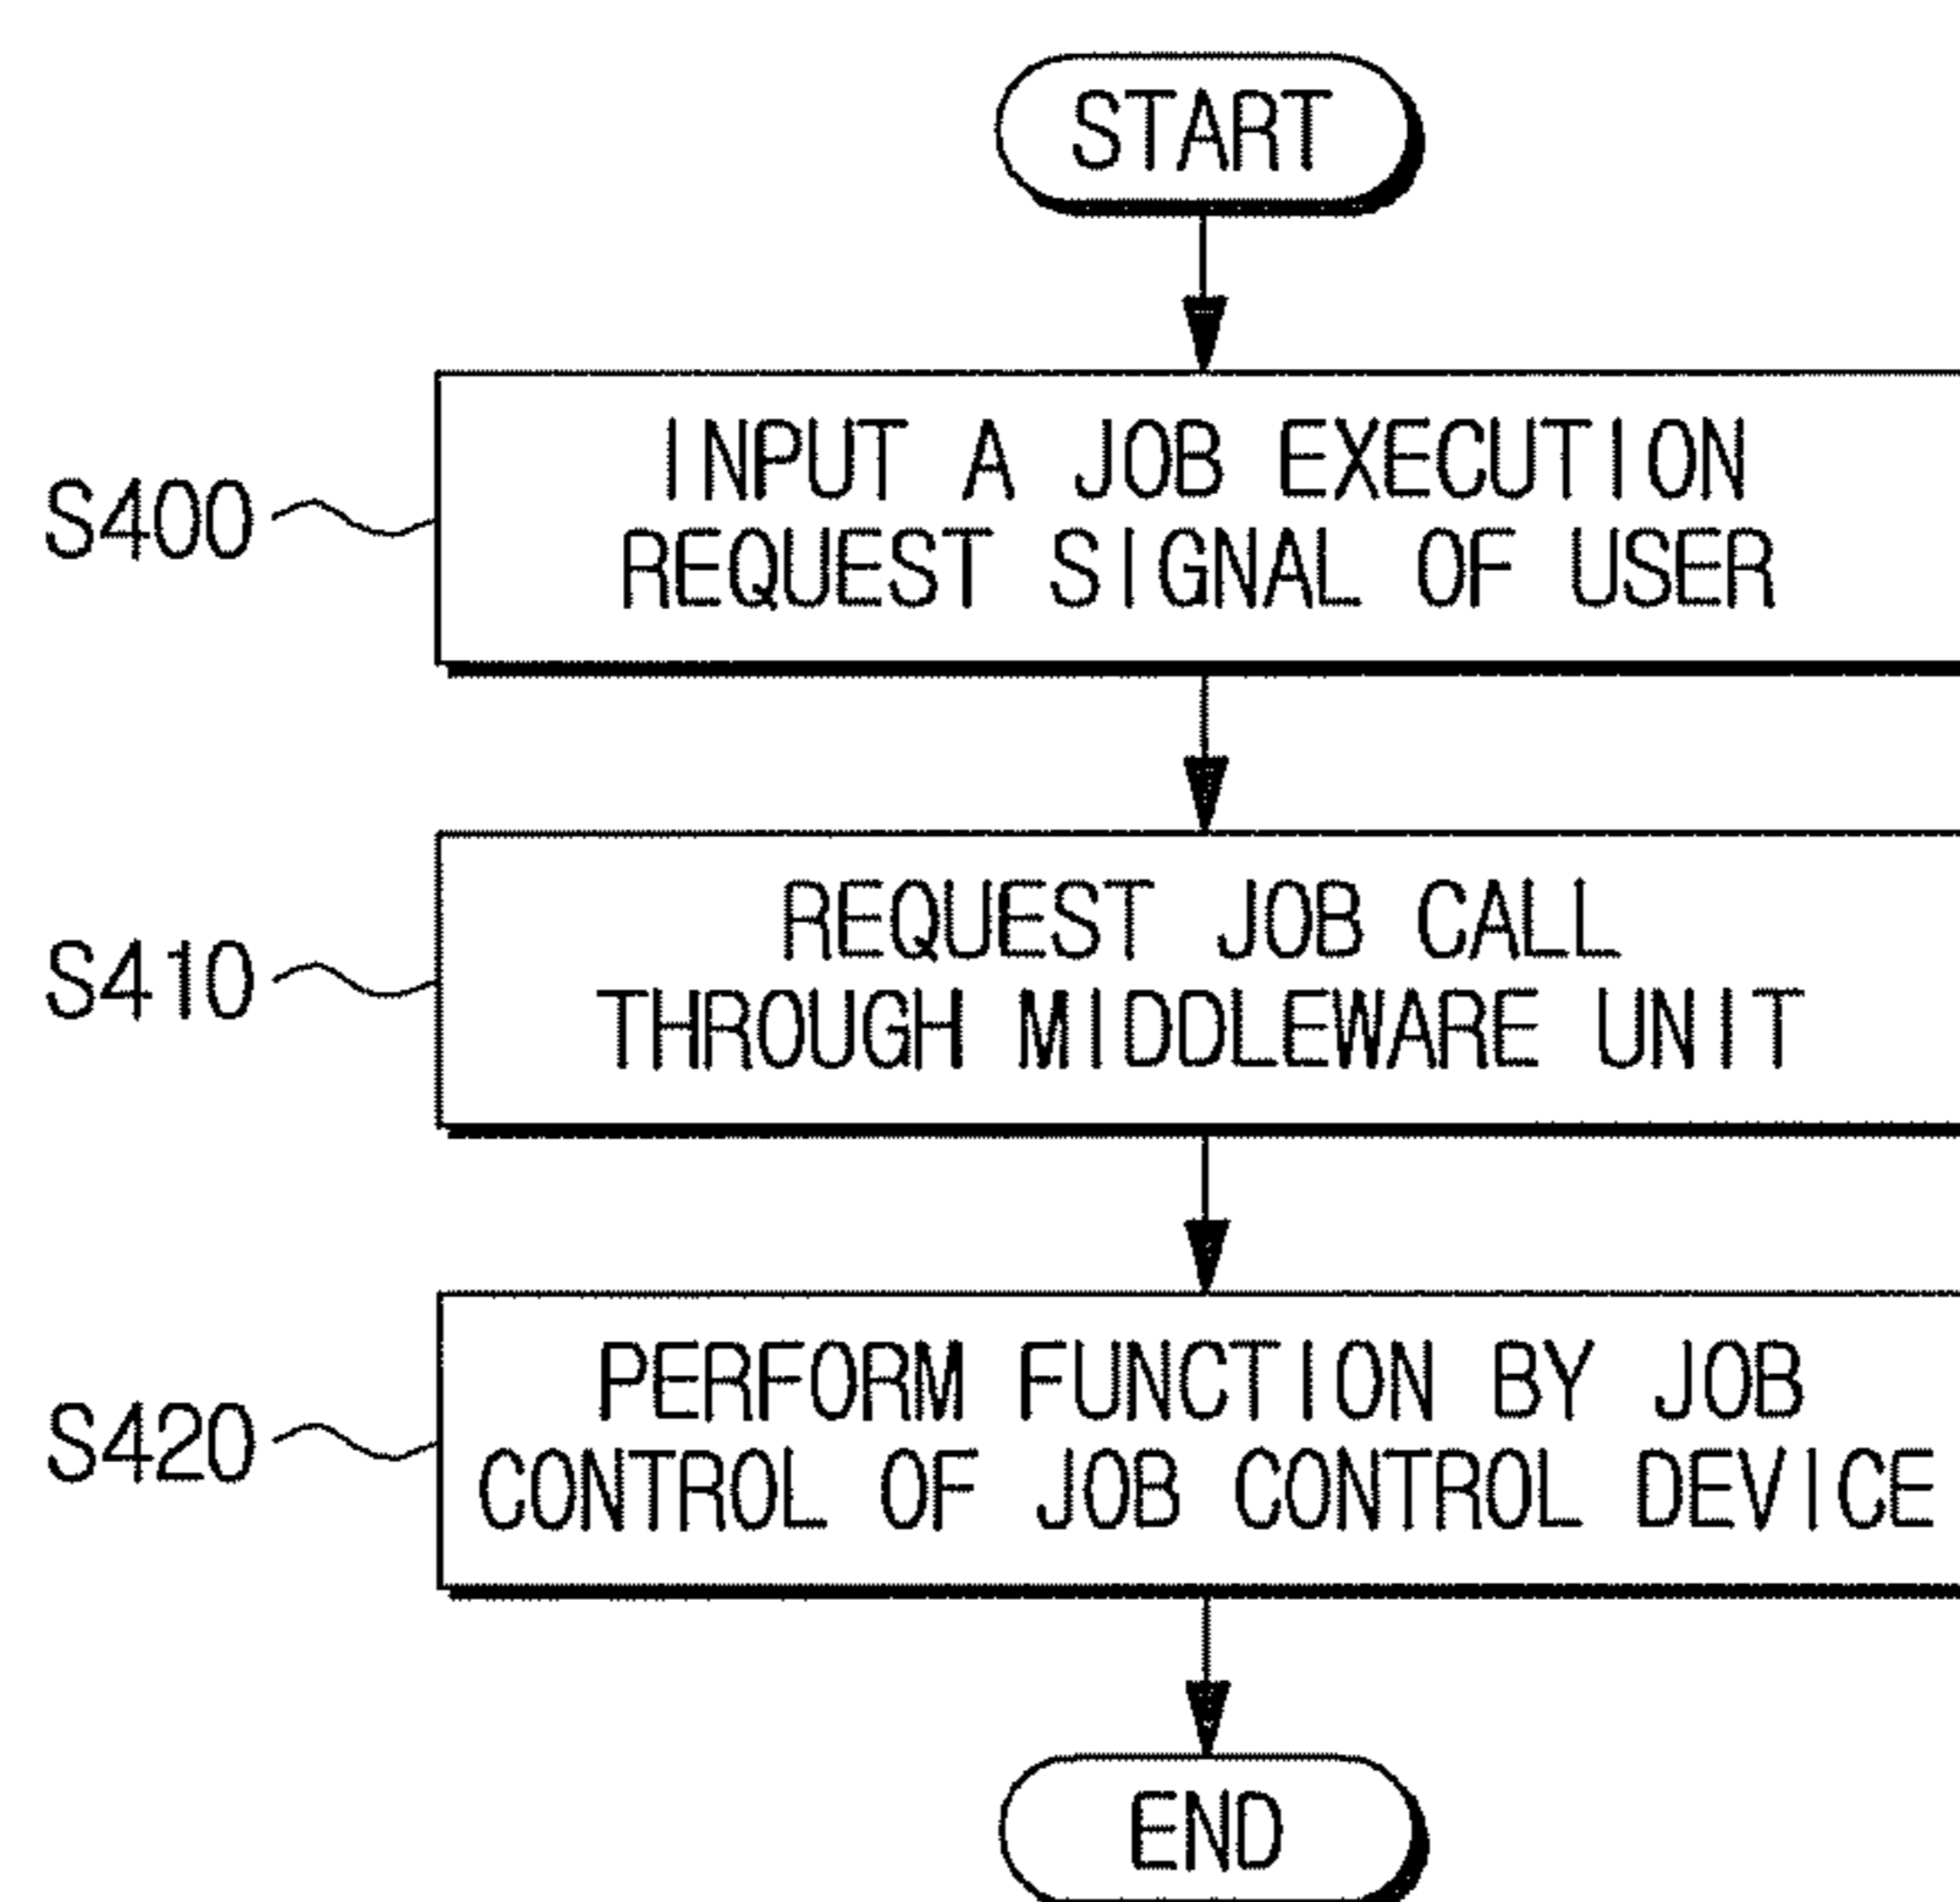 START
S400
INPUT A JOB EXECUTION
REQUEST SIGNAL OF USER
S410
REQUEST JOB CALL
THROUGH MIDDLEWARE UNIT
S420
PERFORM FUNCTION BY JOB
CONTROL OF JOB CONTROL DEVICE
END